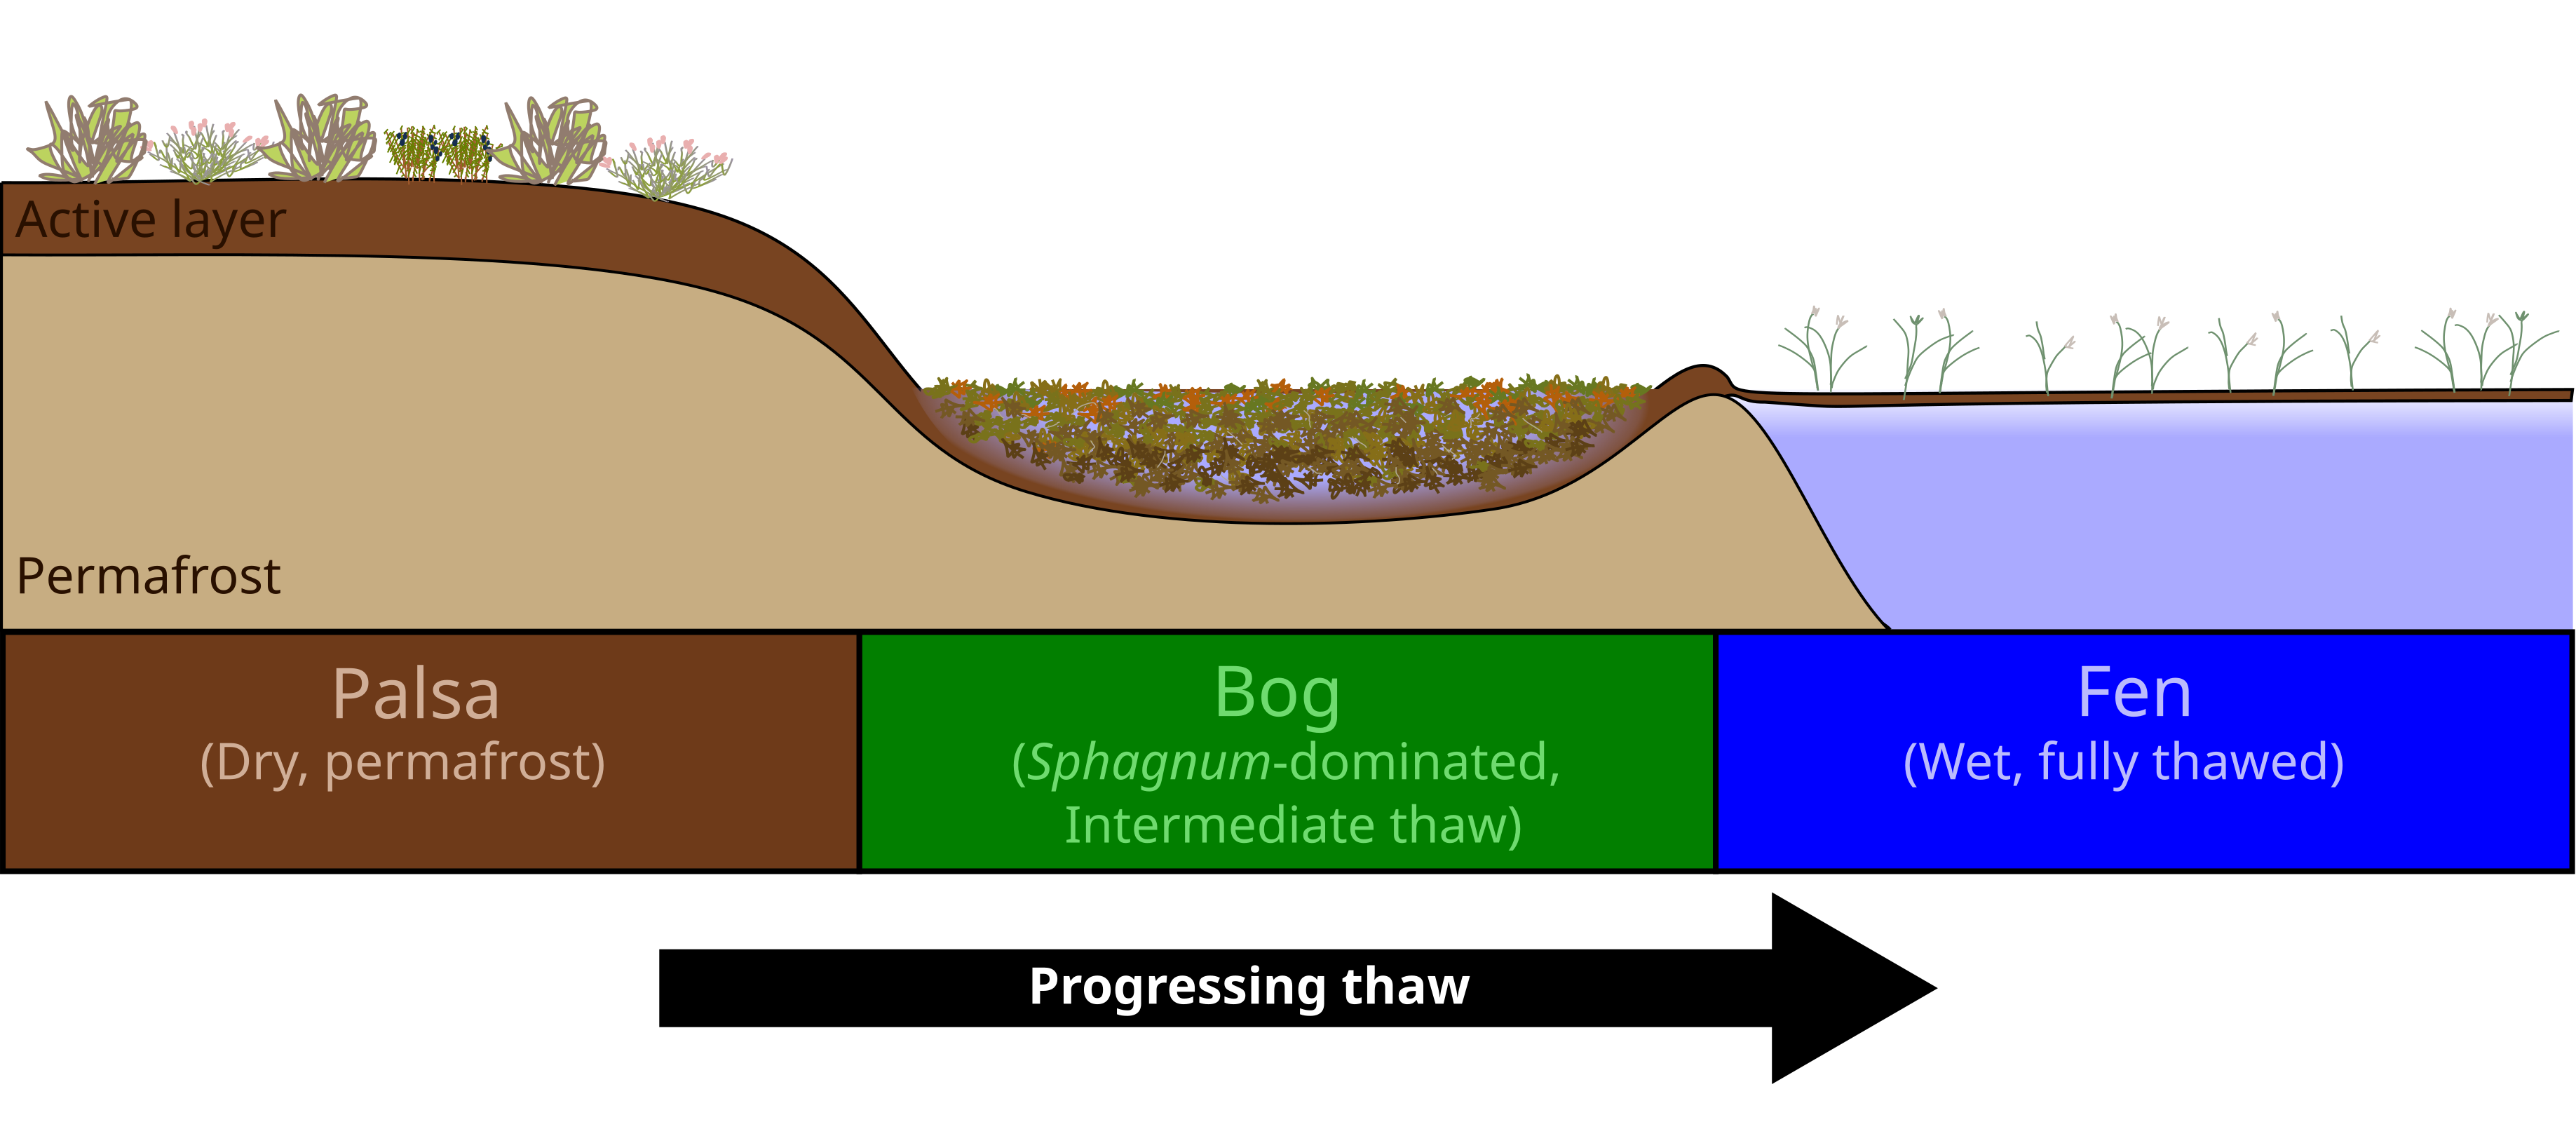 Active layer
Permafrost
Palsa
(Dry, permafrost)
Bog
(Sphagnum-dominated,
Intermediate thaw)
Fen
(Wet, fully thawed)
Progressing thaw